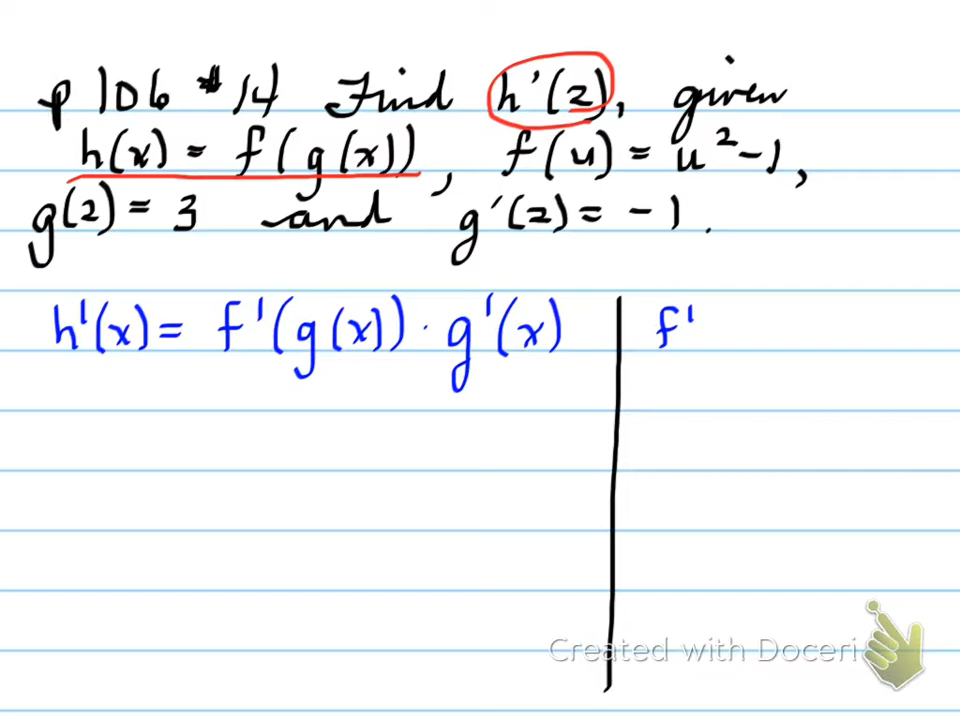 p 106 # 14 Find h'(2), given
h(x) = f(g(x)), f(u) = u²-1,
g(2) = 3 and g'(2) = -1.
h'(x) = f'(g(x)) · g'(x)
f'
Created with Doceri